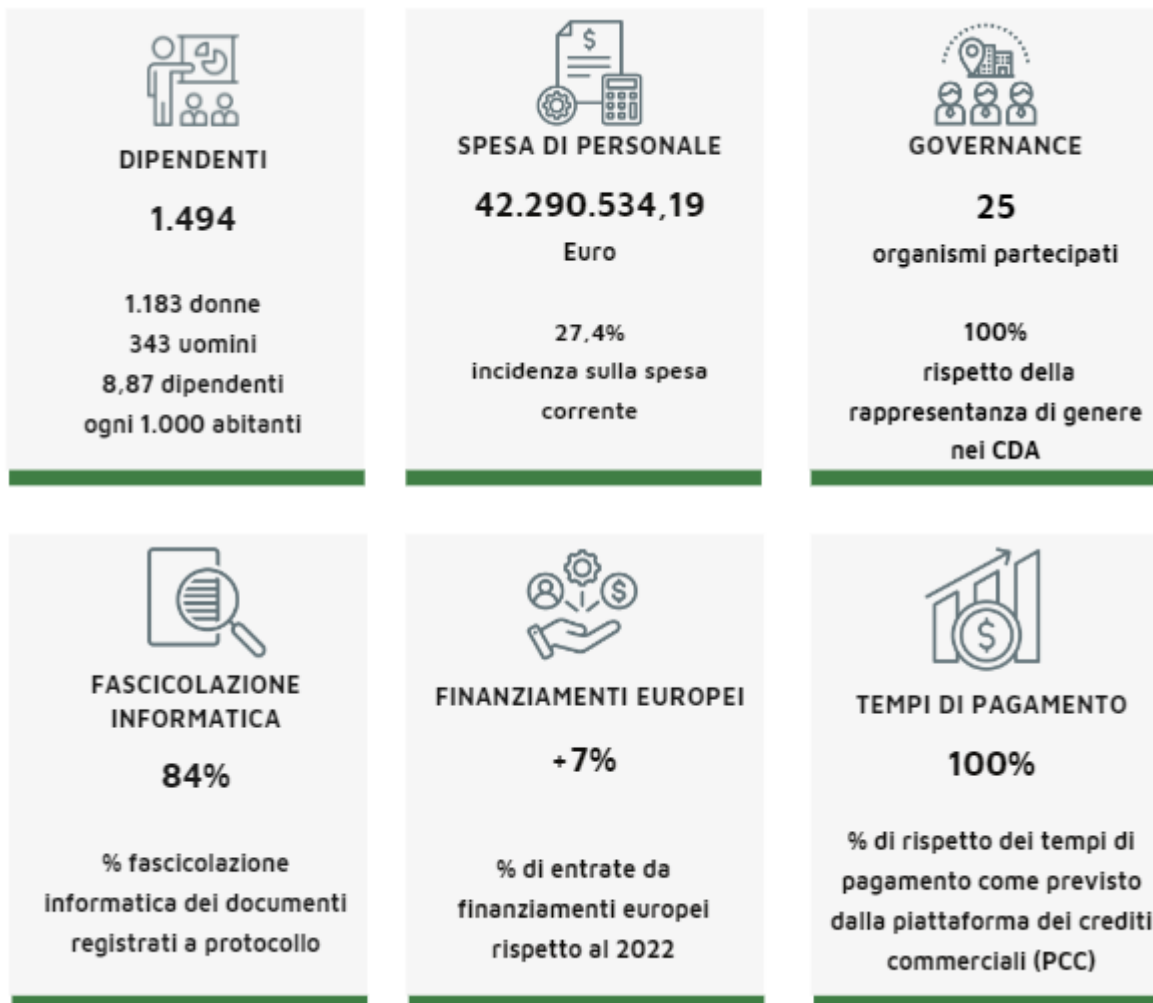 DIPENDENTI
1.494
1.183 donne
343 uomini
8,87 dipendenti
ogni 1.000 abitanti
SPESA DI PERSONALE
42.290.534,19
Euro
27,4%
incidenza sulla spesa
corrente
GOVERNANCE
25
organismi partecipati
100%
rispetto della
rappresentanza di genere
nei CDA
FASCICOLAZIONE
INFORMATICA
84%
% fascicolazione
informatica dei documenti
registrati a protocollo
FINANZIAMENTI EUROPEI
+7%
% di entrate da
finanziamenti europei
rispetto al 2022
TEMPI DI PAGAMENTO
100%
% di rispetto dei tempi di
pagamento come previsto
dalla piattaforma dei crediti
commerciali (PCC)